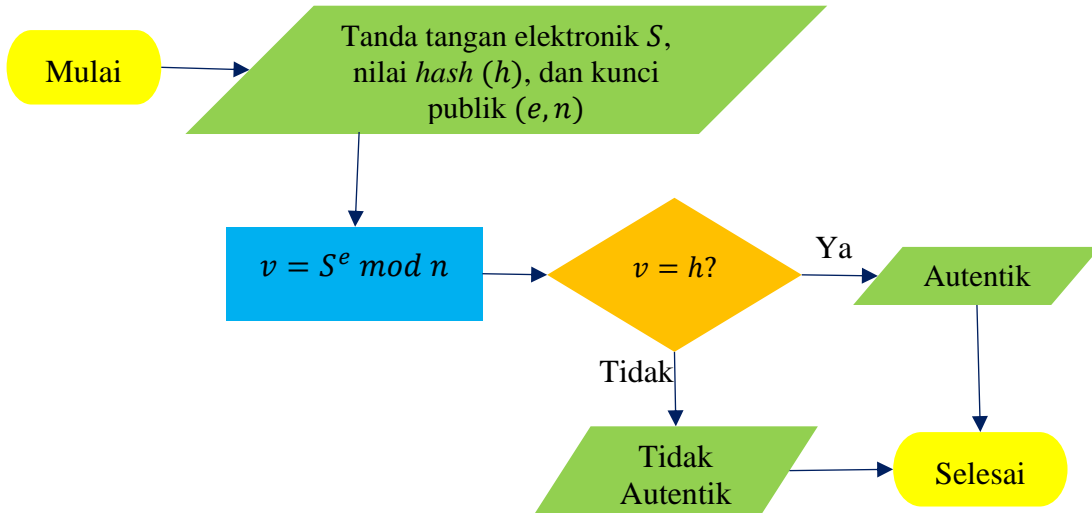 Mulai
Tanda tangan elektronik 𝑆,
nilai hash (ℎ), dan kunci
publik (𝑒, 𝑛)
𝑣 = 𝑆^𝑒 𝑚𝑜𝑑 𝑛
𝑣 = ℎ?
Ya
Autentik
Tidak
Tidak
Autentik
Selesai